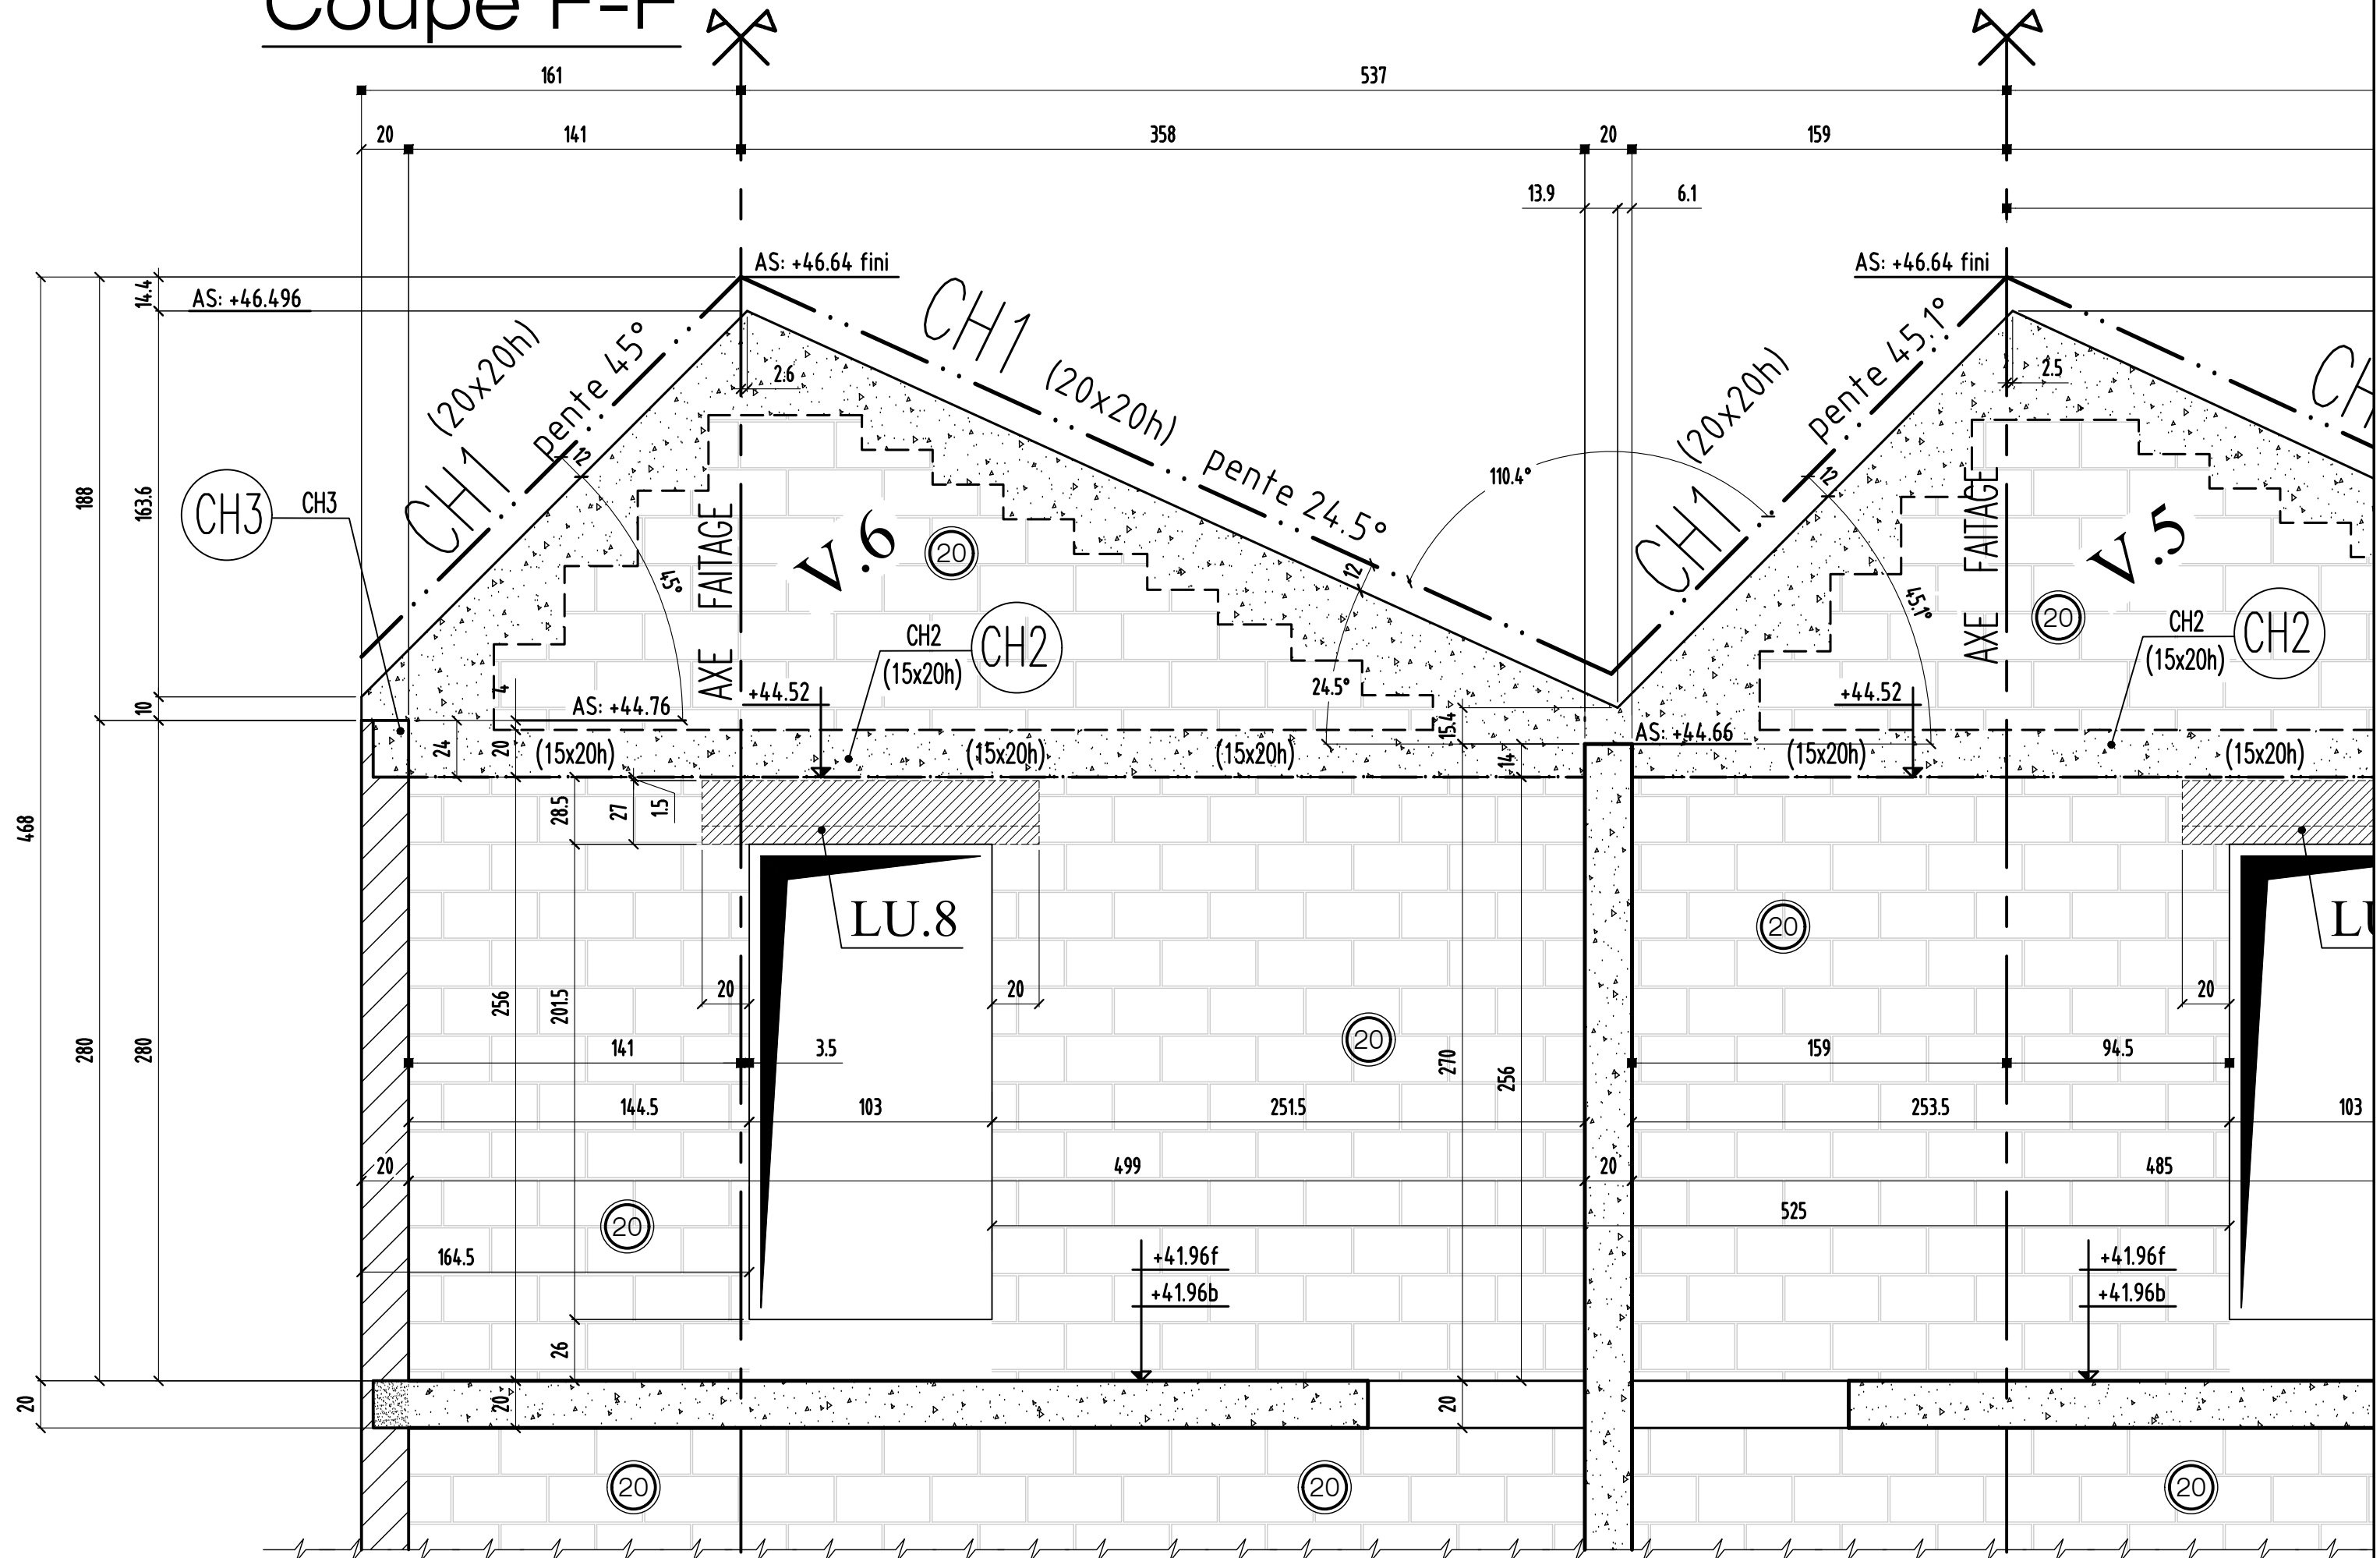 Coupe F-F
161
537
20
141
358
20
159
13.9
6.1
AS: +46.64 fini
AS: +46.64 fini
14.4
AS: +46.496
CH1
(20x20h)
pente 45°
12
2.6
CH1
(20x20h)
pente 24.5°
12
110.4°
CH1
(20x20h)
pente 45.1°
12
2.5
188
163.6
CH3
CH3
45°
AXE FAITAGE
V.6
20
CH2
(15x20h)
CH2
AXE FAITAGE
V.5
20
45.1°
CH2
(15x20h)
CH2
10
4
AS: +44.76
+44.52
24.5°
15.4
AS: +44.66
+44.52
24
20
(15x20h)
(15x20h)
(15x20h)
14
(15x20h)
(15x20h)
468
28.5
27
1.5
LU.8
20
280
280
256
201.5
20
20
20
141
3.5
20
270
256
159
94.5
144.5
103
251.5
253.5
103
20
499
20
485
20
525
164.5
+41.96f
+41.96b
+41.96f
+41.96b
26
20
20
20
20
20
20